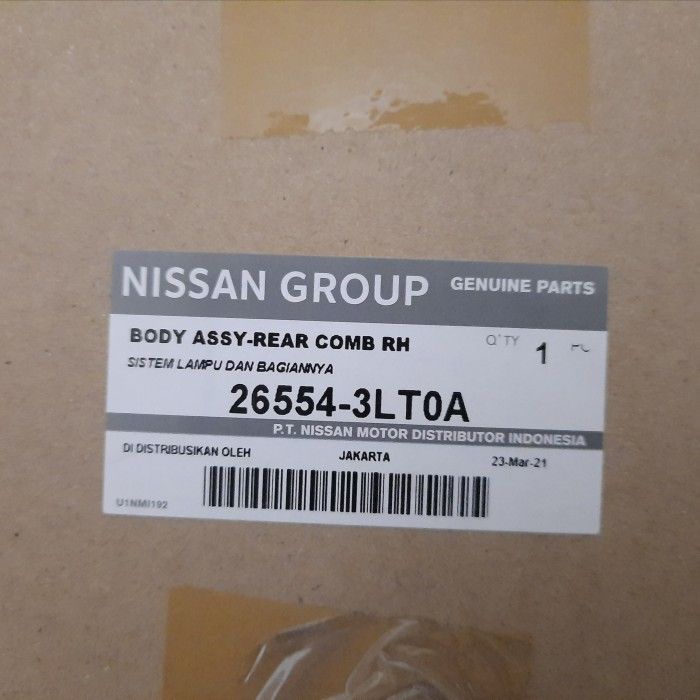 NISSAN GROUP GENUINE PARTS
BODY ASSY-REAR COMB RH Q'TY 1 PC
SISTEM LAMPU DAN BAGIANNYA
26554-3LT0A
P.T. NISSAN MOTOR DISTRIBUTOR INDONESIA
DI DISTRIBUSIKAN OLEH JAKARTA 23-Mar-21
U1NMI192